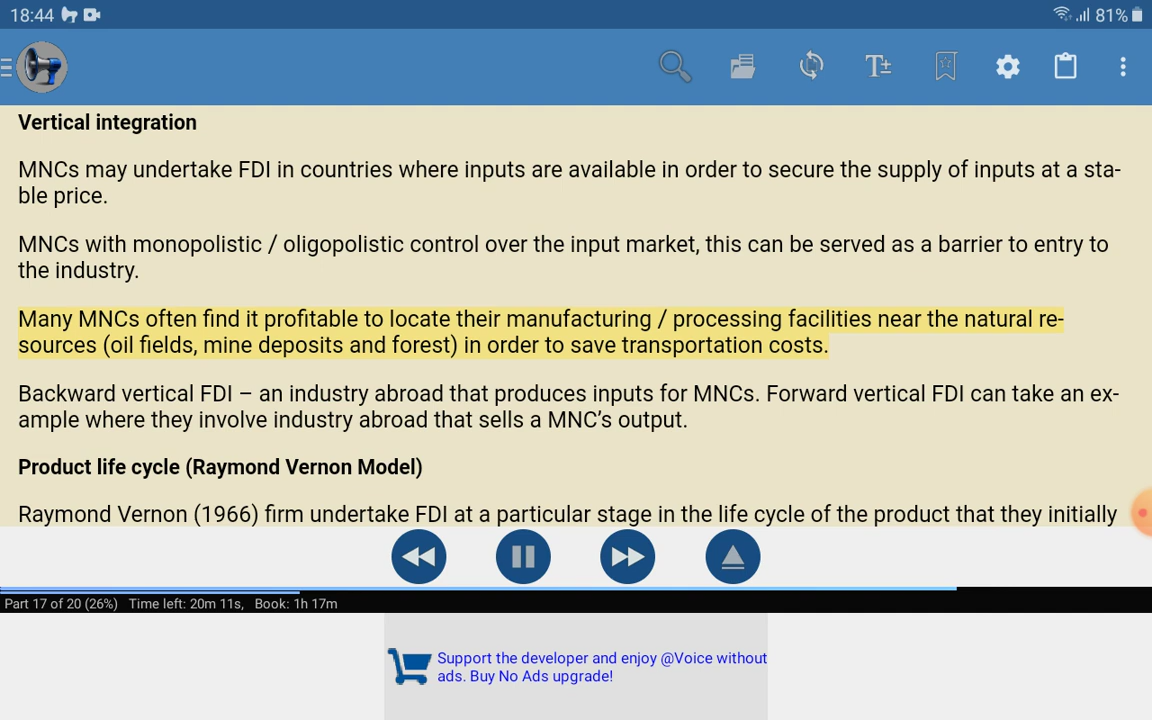 18:44
81%
T±
Vertical integration
MNCs may undertake FDI in countries where inputs are available in order to secure the supply of inputs at a sta-
ble price.
MNCs with monopolistic / oligopolistic control over the input market, this can be served as a barrier to entry to
the industry.
Many MNCs often find it profitable to locate their manufacturing / processing facilities near the natural re-
sources (oil fields, mine deposits and forest) in order to save transportation costs.
Backward vertical FDI – an industry abroad that produces inputs for MNCs. Forward vertical FDI can take an ex-
ample where they involve industry abroad that sells a MNC’s output.
Product life cycle (Raymond Vernon Model)
Raymond Vernon (1966) firm undertake FDI at a particular stage in the life cycle of the product that they initially
Part 17 of 20 (26%) Time left: 20m 11s, Book: 1h 17m
Support the developer and enjoy @Voice without
ads. Buy No Ads upgrade!